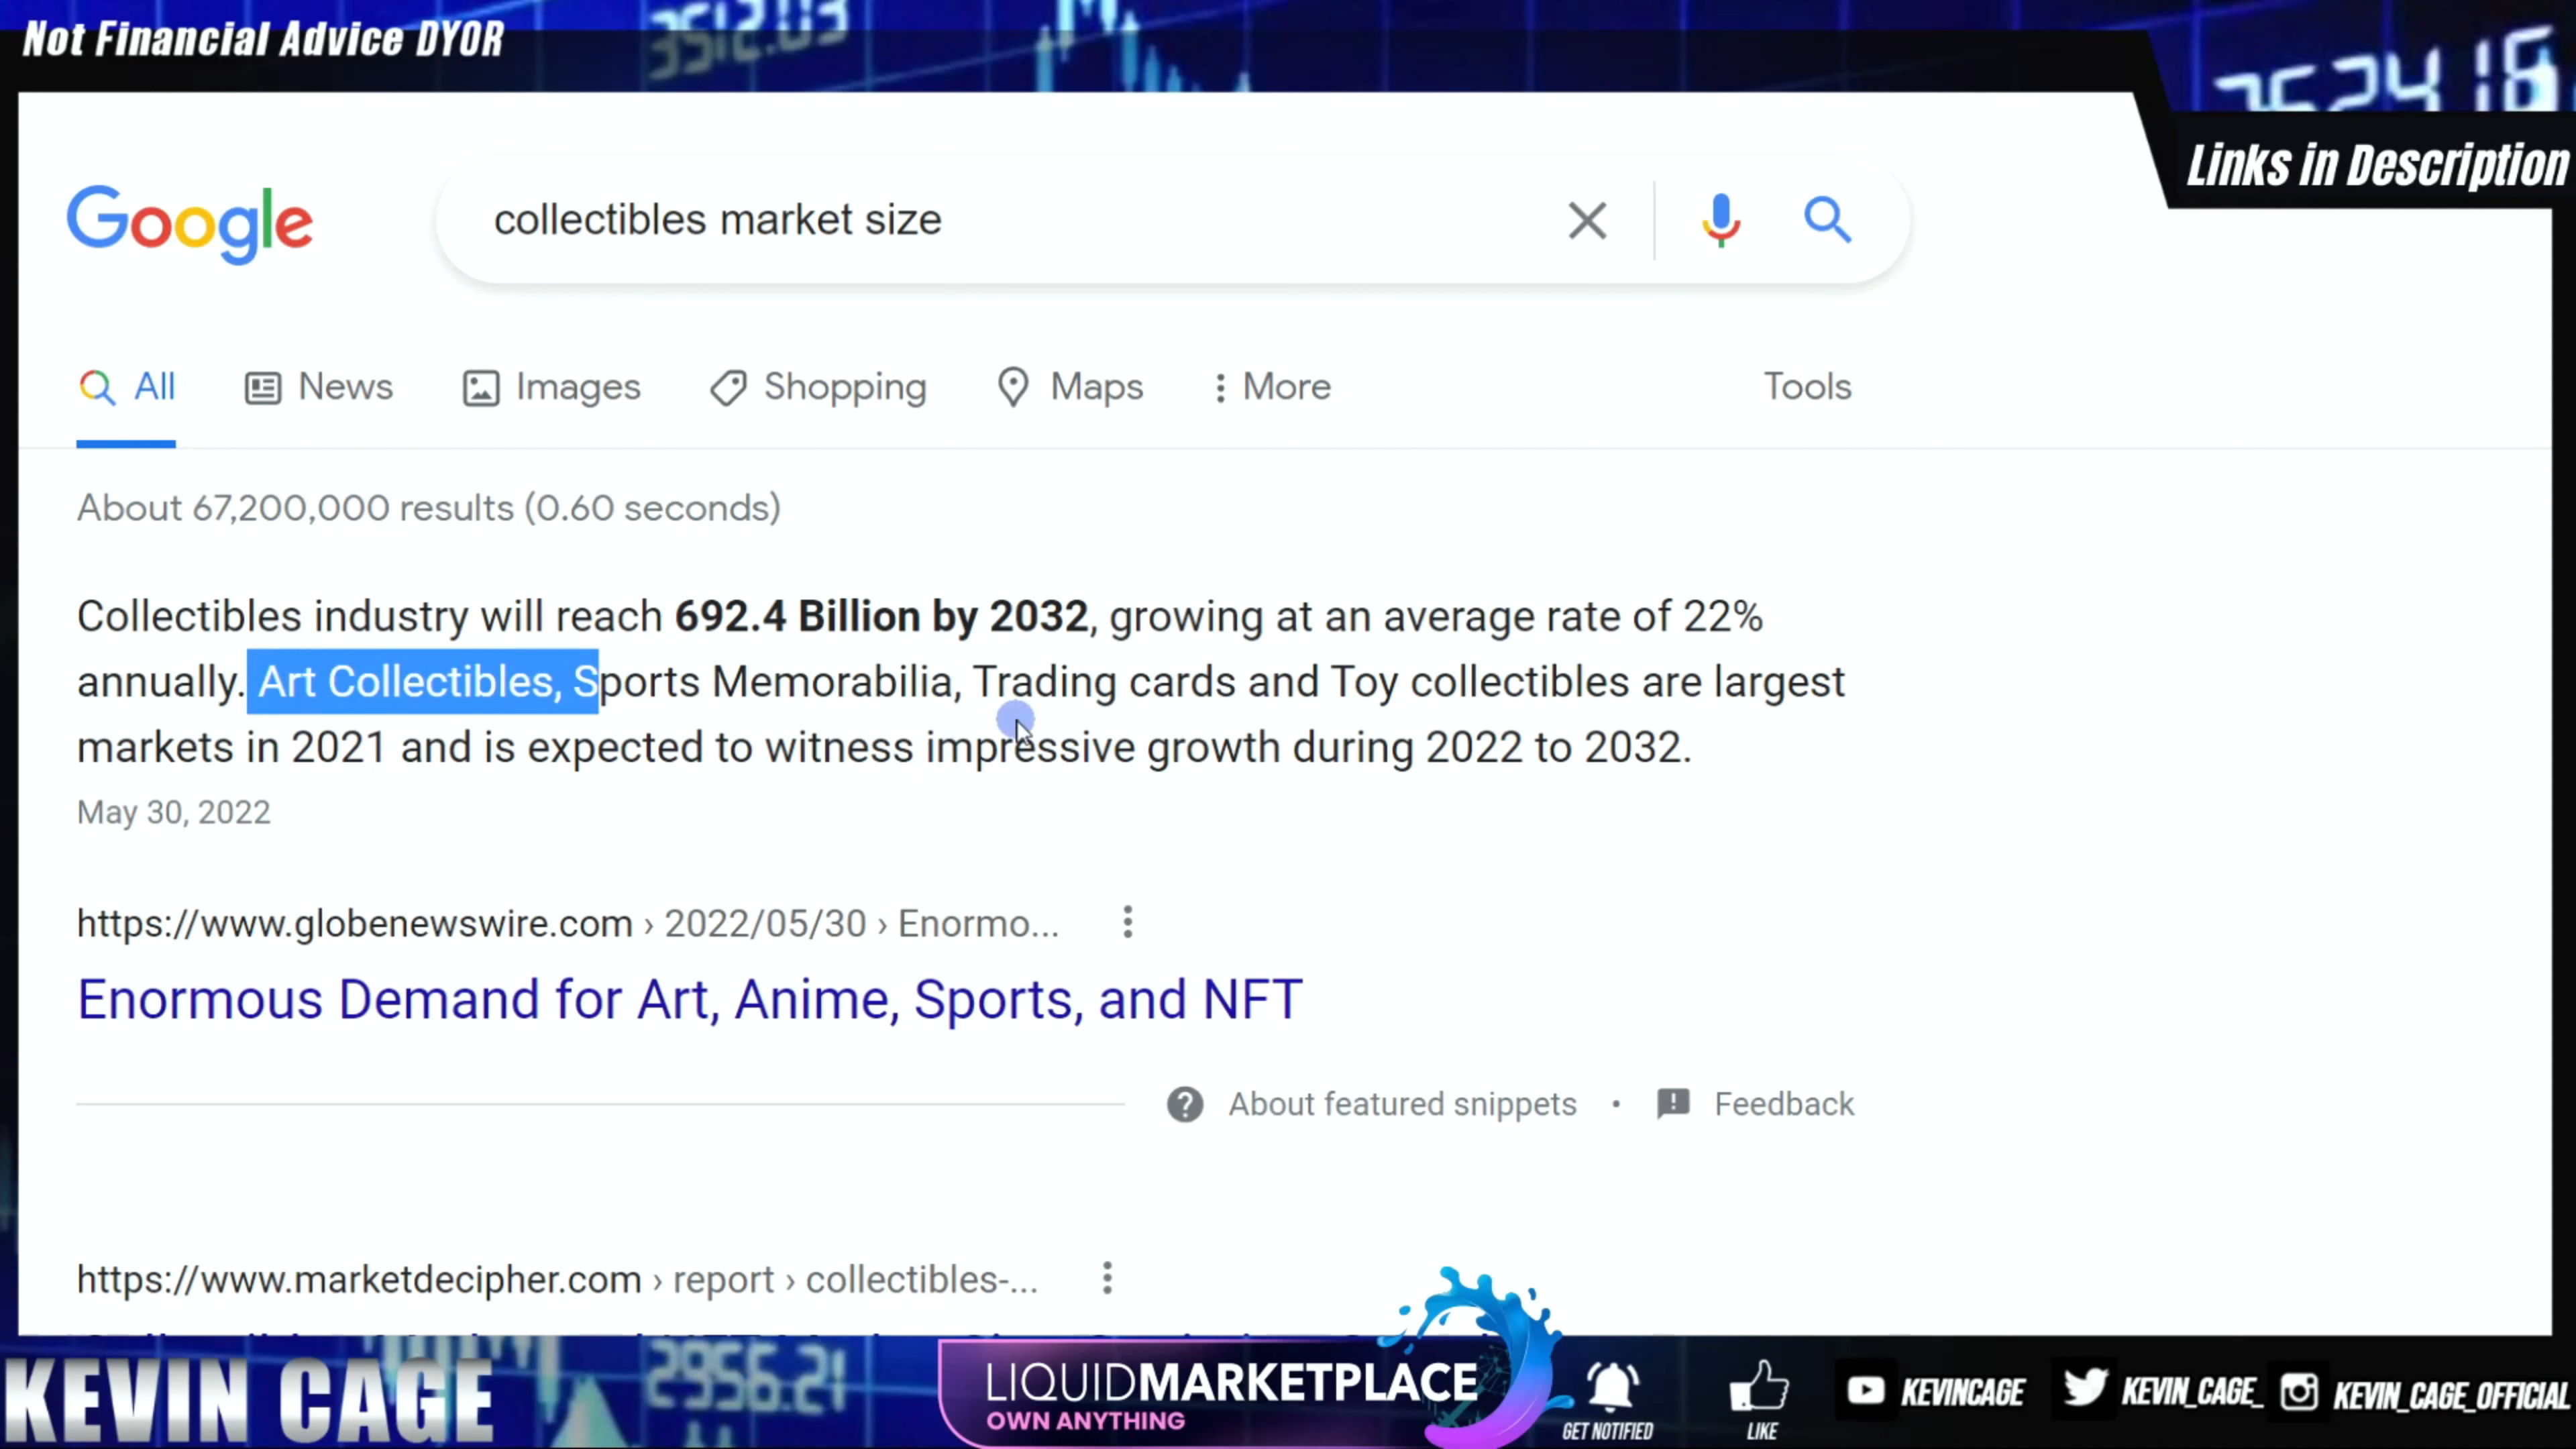 Not Financial Advice DYOR
3512.03
752418
Links in Description
Google
collectibles market size
All
News
Images
Shopping
Maps
More
Tools
About 67,200,000 results (0.60 seconds)
Collectibles industry will reach 692.4 Billion by 2032, growing at an average rate of 22%
annually. Art Collectibles, Sports Memorabilia, Trading cards and Toy collectibles are largest
markets in 2021 and is expected to witness impressive growth during 2022 to 2032.
May 30, 2022
https://www.globenewswire.com › 2022/05/30 › Enormo...
Enormous Demand for Art, Anime, Sports, and NFT
About featured snippets • Feedback
https://www.marketdecipher.com › report › collectibles-...
KEVIN CAGE
2956.21
LIQUIDMARKETPLACE
OWN ANYTHING
GET NOTIFIED
LIKE
KEVINCAGE
KEVIN_CAGE_
KEVIN_CAGE_OFFICIAL